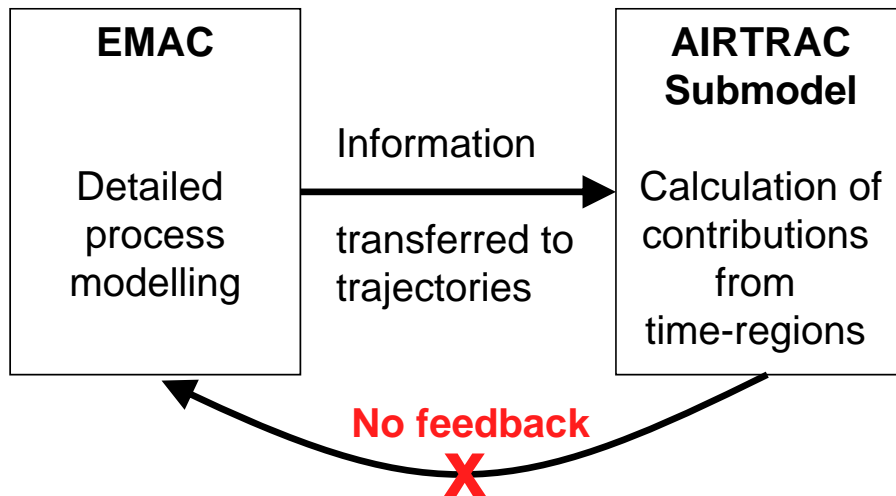 EMAC
Detailed
process
modelling
Information
transferred to
trajectories
AIRTRAC
Submodel
Calculation of
contributions
from
time-regions
No feedback
X